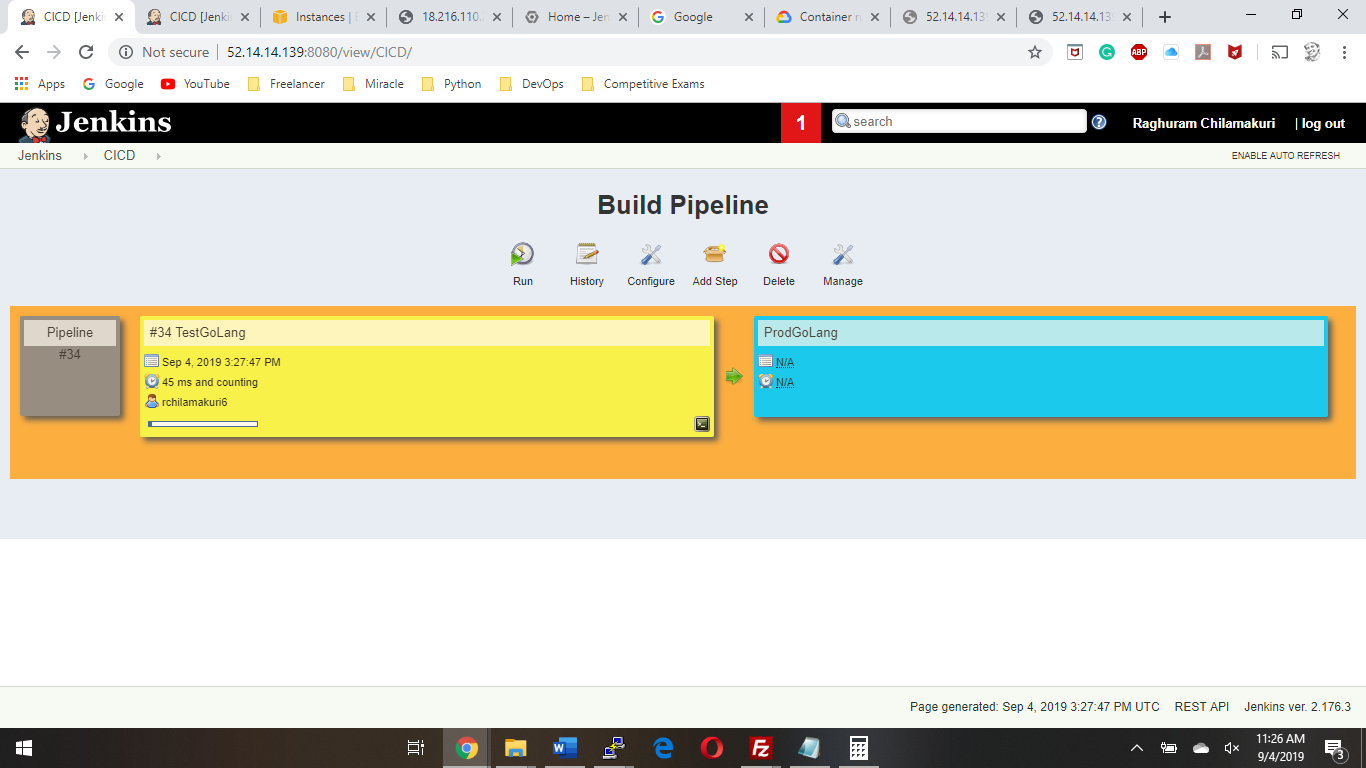 CICD [Jenki
CICD [Jenki
Instances |
18.216.110.
Home – Jen
Google
Container r
52.14.14.139
52.14.14.139
Not secure | 52.14.14.139:8080/view/CICD/
ABP
Apps Google YouTube Freelancer Miracle Python DevOps Competitive Exams
Jenkins
1
search
?
Raghuram Chilamakuri
| log out
Jenkins
CICD
ENABLE AUTO REFRESH
Build Pipeline
Run
History
Configure
Add Step
Delete
Manage
Pipeline
#34
#34 TestGoLang
Sep 4, 2019 3:27:47 PM
45 ms and counting
rchilamakuri6
ProdGoLang
N/A
N/A
Page generated: Sep 4, 2019 3:27:47 PM UTC REST API Jenkins ver. 2.176.3
11:26 AM
9/4/2019
3